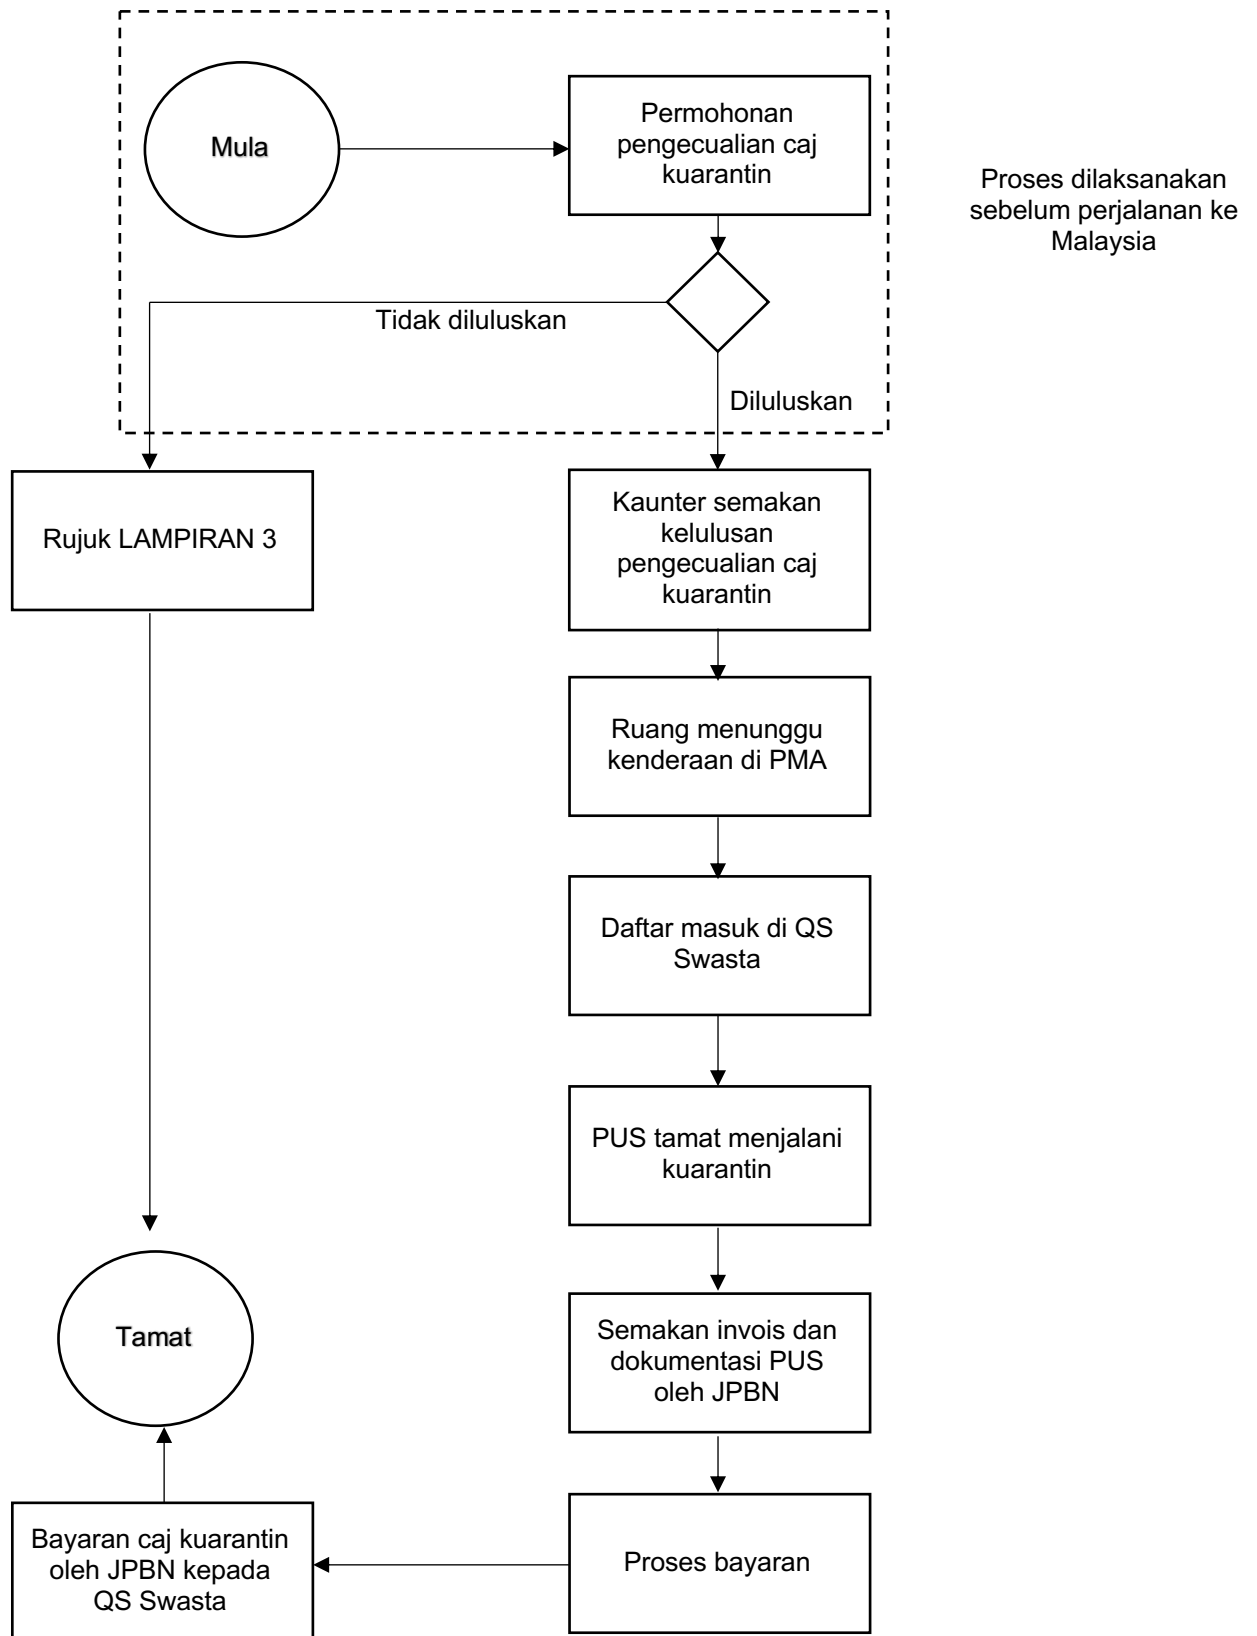 Mula
Permohonan
pengecualian caj
kuarantin
Proses dilaksanakan
sebelum perjalanan ke
Malaysia
Tidak diluluskan
Diluluskan
Rujuk LAMPIRAN 3
Kaunter semakan
kelulusan
pengecualian caj
kuarantin
Ruang menunggu
kenderaan di PMA
Daftar masuk di QS
Swasta
PUS tamat menjalani
kuarantin
Tamat
Semakan invois dan
dokumentasi PUS
oleh JPBN
Proses bayaran
Bayaran caj kuarantin
oleh JPBN kepada
QS Swasta